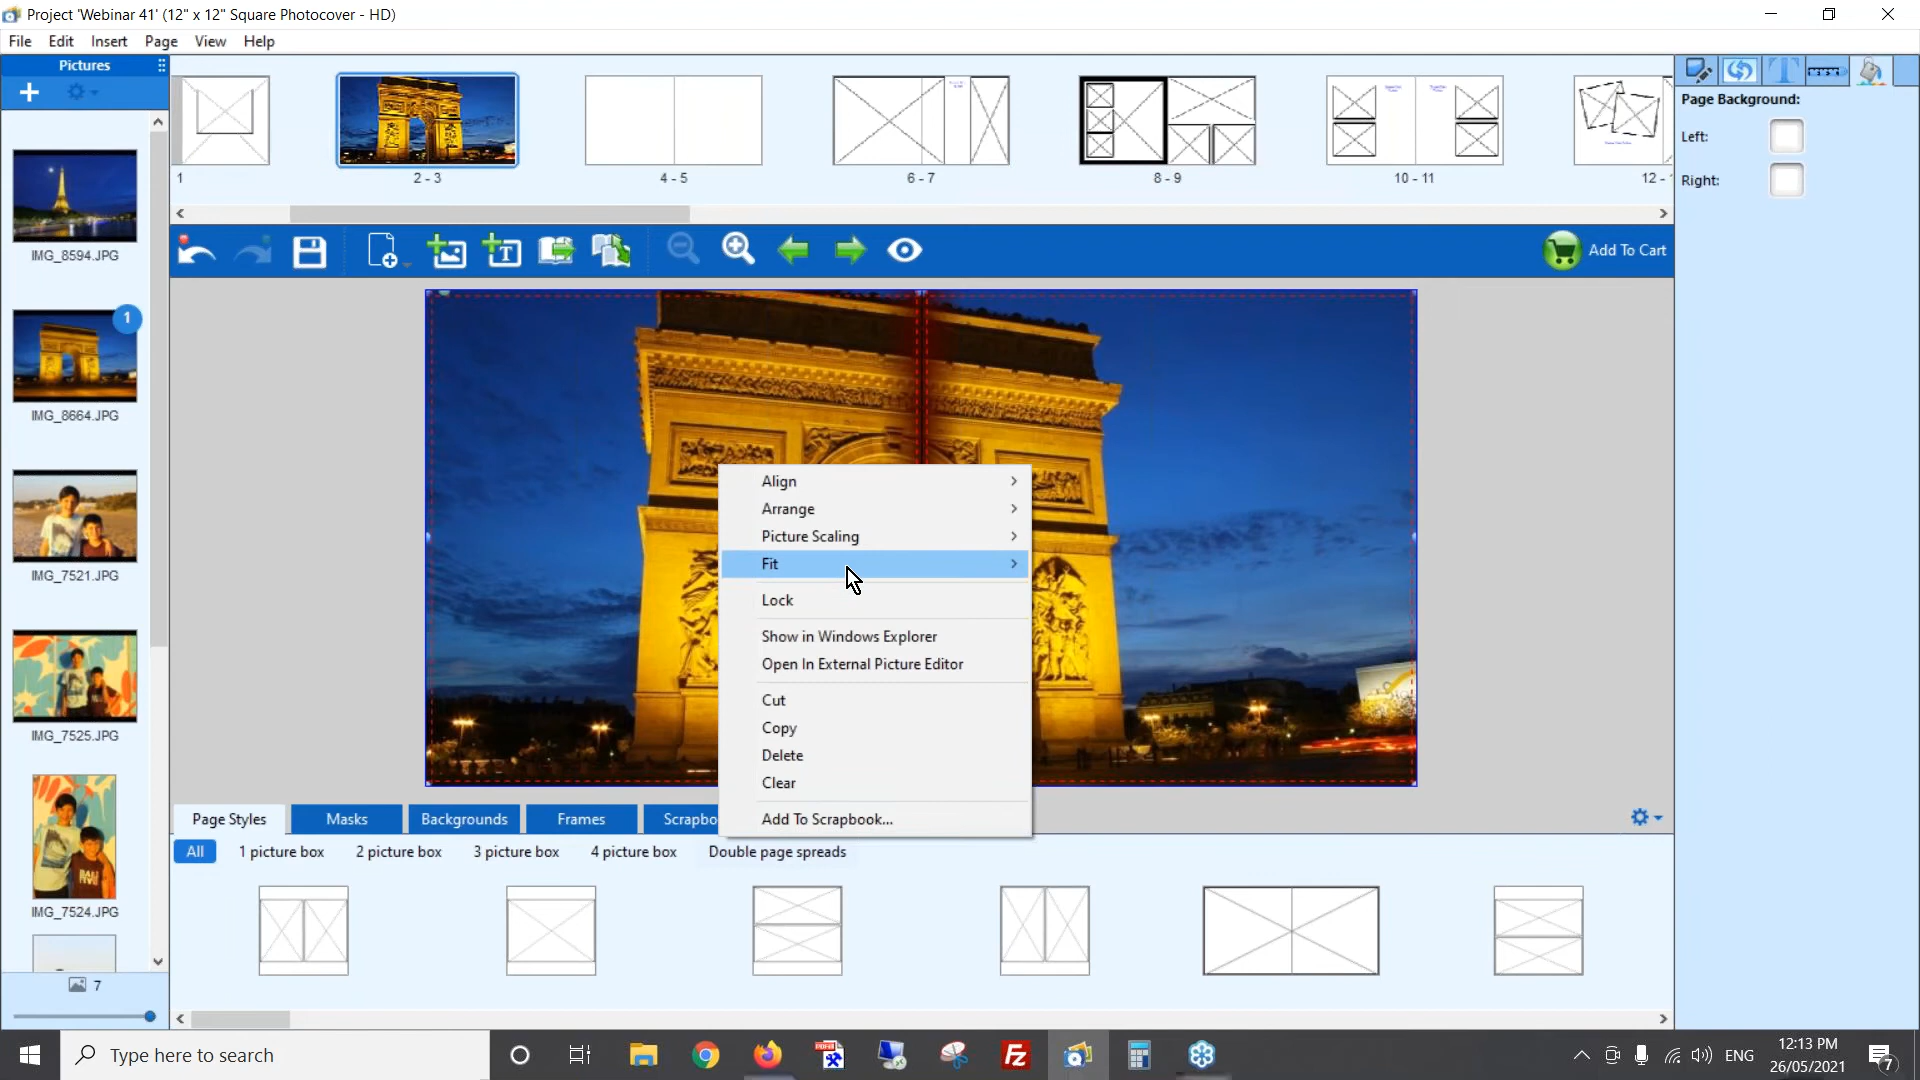 Project 'Webinar 41' (12" x 12" Square Photocover - HD)
File Edit Insert Page View Help
Pictures
Page Background:
Left:
Right:
1
2 - 3
4 - 5
6 - 7
8 - 9
10 - 11
12 -
T
Add To Cart
IMG_8594.JPG
1
IMG_8664.JPG
IMG_7521.JPG
IMG_7525.JPG
IMG_7524.JPG
7
Align
Arrange
Picture Scaling
Fit
Lock
Show in Windows Explorer
Open In External Picture Editor
Cut
Copy
Delete
Clear
Add To Scrapbook...
Page Styles Masks Backgrounds Frames Scrapbo
All 1 picture box 2 picture box 3 picture box 4 picture box Double page spreads
Type here to search
Fz
ENG
12:13 PM
26/05/2021
7